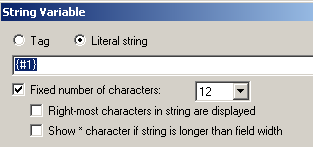 String Variable
Tag Literal string
{#1}
Fixed number of characters: 12
Right-most characters in string are displayed
Show * character if string is longer than field width